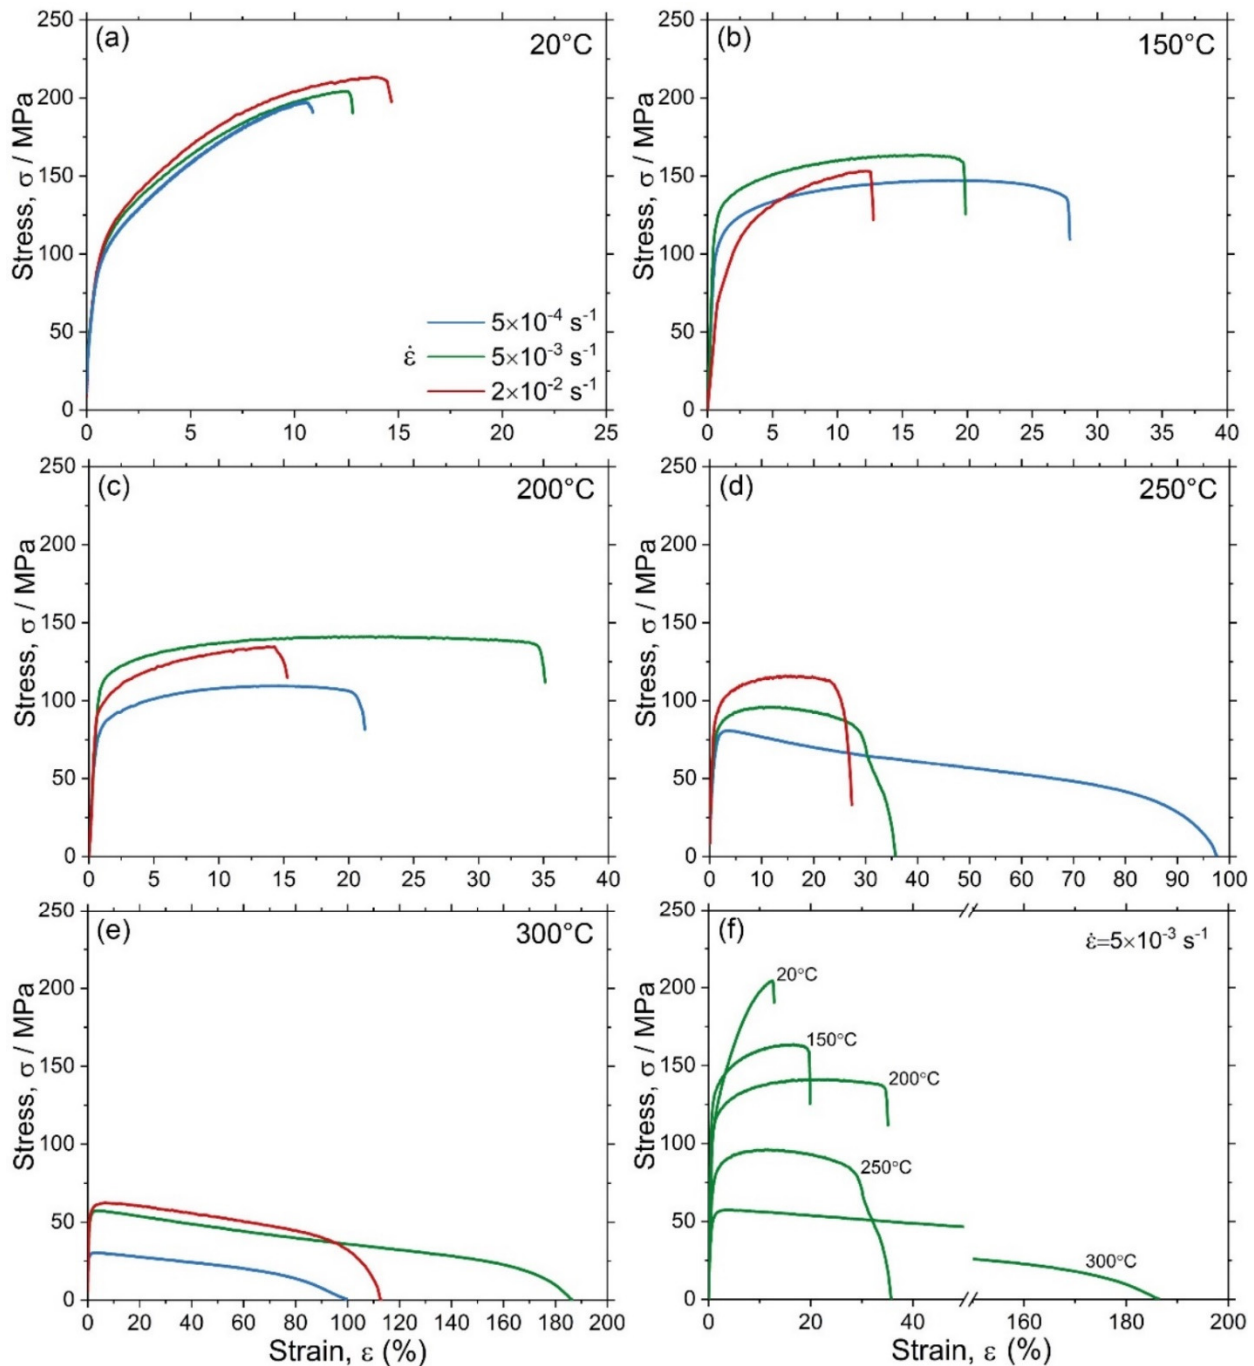 (a)
20°C
250
200
150
100
50
0
Stress, σ / MPa
ε̇
5×10⁻⁴ s⁻¹
5×10⁻³ s⁻¹
2×10⁻² s⁻¹
0 5 10 15 20 25
(b)
150°C
250
200
150
100
50
0
Stress, σ / MPa
0 5 10 15 20 25 30 35 40
(c)
200°C
250
200
150
100
50
0
Stress, σ / MPa
0 5 10 15 20 25 30 35 40
(d)
250°C
250
200
150
100
50
0
Stress, σ / MPa
0 10 20 30 40 50 60 70 80 90 100
(e)
300°C
250
200
150
100
50
0
Stress, σ / MPa
0 20 40 60 80 100 120 140 160 180 200
Strain, ε (%)
(f)
ε̇=5×10⁻³ s⁻¹
250
200
150
100
50
0
Stress, σ / MPa
20°C
150°C
200°C
250°C
300°C
0 20 40 160 180 200
Strain, ε (%)